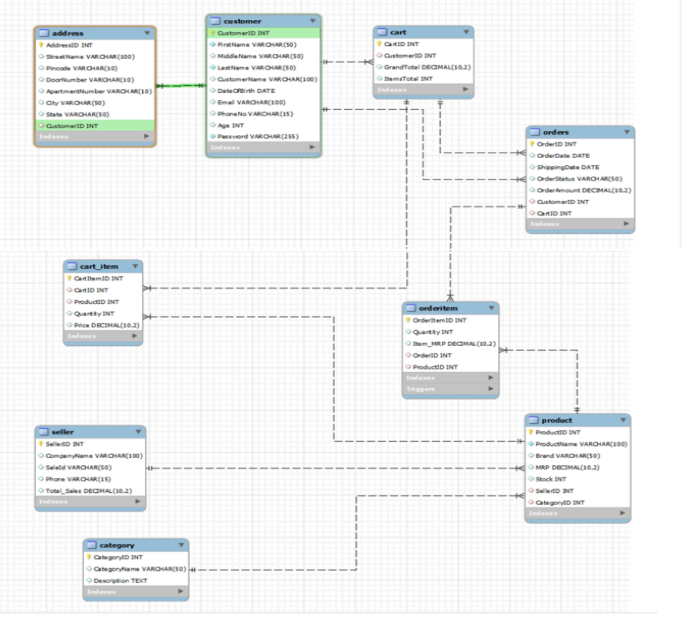 address
AddressID INT
StreetName VARCHAR(100)
Pincode VARCHAR(10)
DoorNumber VARCHAR(10)
ApartmentNumber VARCHAR(10)
City VARCHAR(50)
State VARCHAR(50)
CustomerID INT
Indexes
customer
CustomerID INT
FirstName VARCHAR(50)
MiddleName VARCHAR(50)
LastName VARCHAR(50)
CustomerName VARCHAR(100)
DateOfBirth DATE
Email VARCHAR(100)
PhoneNo VARCHAR(15)
Age INT
Password VARCHAR(255)
Indexes
cart
CartID INT
CustomerID INT
GrandTotal DECIMAL(10,2)
ItemsTotal INT
Indexes
orders
OrderID INT
OrderDate DATE
ShippingDate DATE
OrderStatus VARCHAR(50)
OrderAmount DECIMAL(10,2)
CustomerID INT
CartID INT
Indexes
cart_item
CartItemID INT
CartID INT
ProductID INT
Quantity INT
Price DECIMAL(10,2)
Indexes
orderitem
OrderItemID INT
Quantity INT
Item_MRP DECIMAL(10,2)
OrderID INT
ProductID INT
Indexes
Triggers
seller
SellerID INT
CompanyName VARCHAR(100)
SaleId VARCHAR(50)
Phone VARCHAR(15)
Total_Sales DECIMAL(10,2)
Indexes
product
ProductID INT
ProductName VARCHAR(100)
Brand VARCHAR(50)
MRP DECIMAL(10,2)
Stock INT
SellerID INT
CategoryID INT
Indexes
category
CategoryID INT
CategoryName VARCHAR(50)
Description TEXT
Indexes